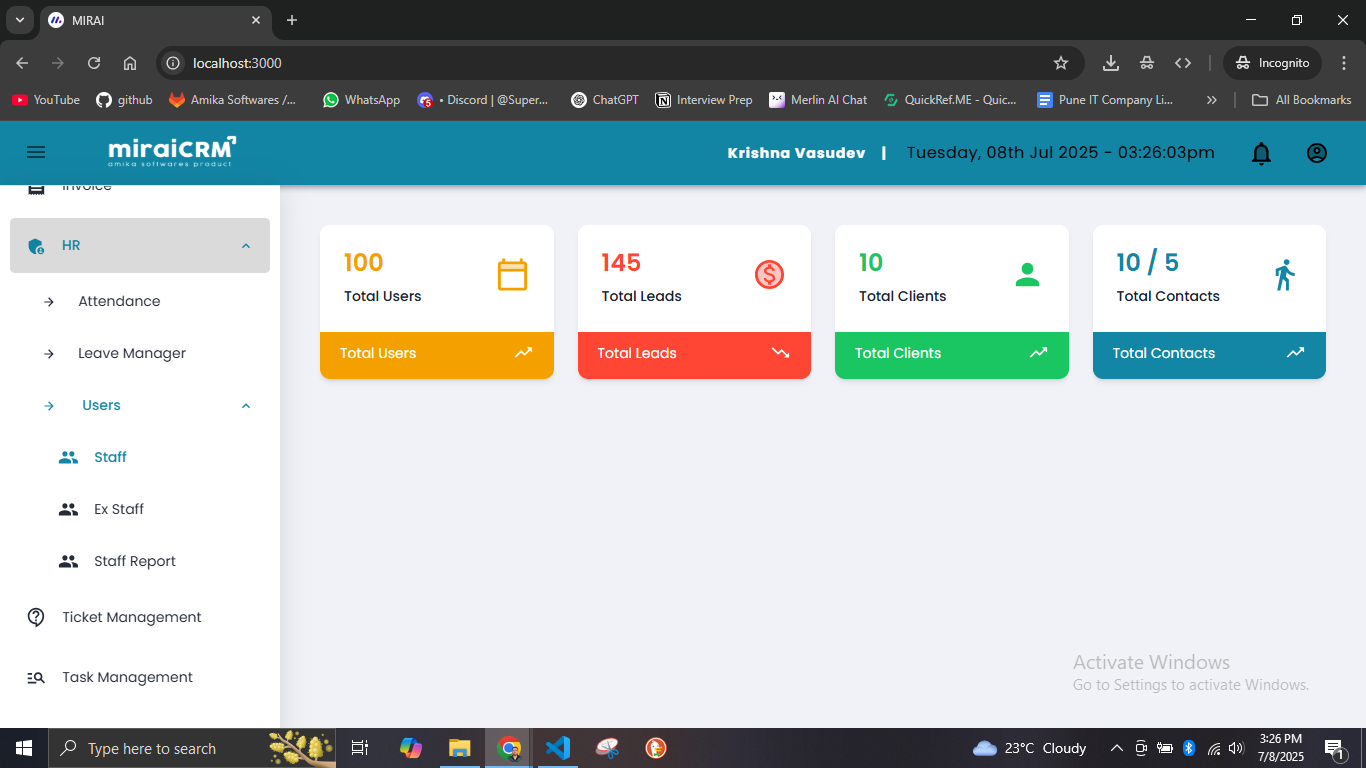 MIRAI
localhost:3000
Incognito
YouTube github Amika Softwares /... WhatsApp • Discord | @Super... ChatGPT Interview Prep Merlin AI Chat QuickRef.ME - Quic... Pune IT Company Li... » All Bookmarks
miraiCRM
amika softwares product
Krishna Vasudev | Tuesday, 08th Jul 2025 - 03:26:03pm
Invoice
HR
Attendance
Leave Manager
Users
Staff
Ex Staff
Staff Report
Ticket Management
Task Management
100
Total Users
Total Users
145
Total Leads
Total Leads
10
Total Clients
Total Clients
10 / 5
Total Contacts
Total Contacts
Activate Windows
Go to Settings to activate Windows.
Type here to search
23°C Cloudy
3:26 PM
7/8/2025
1